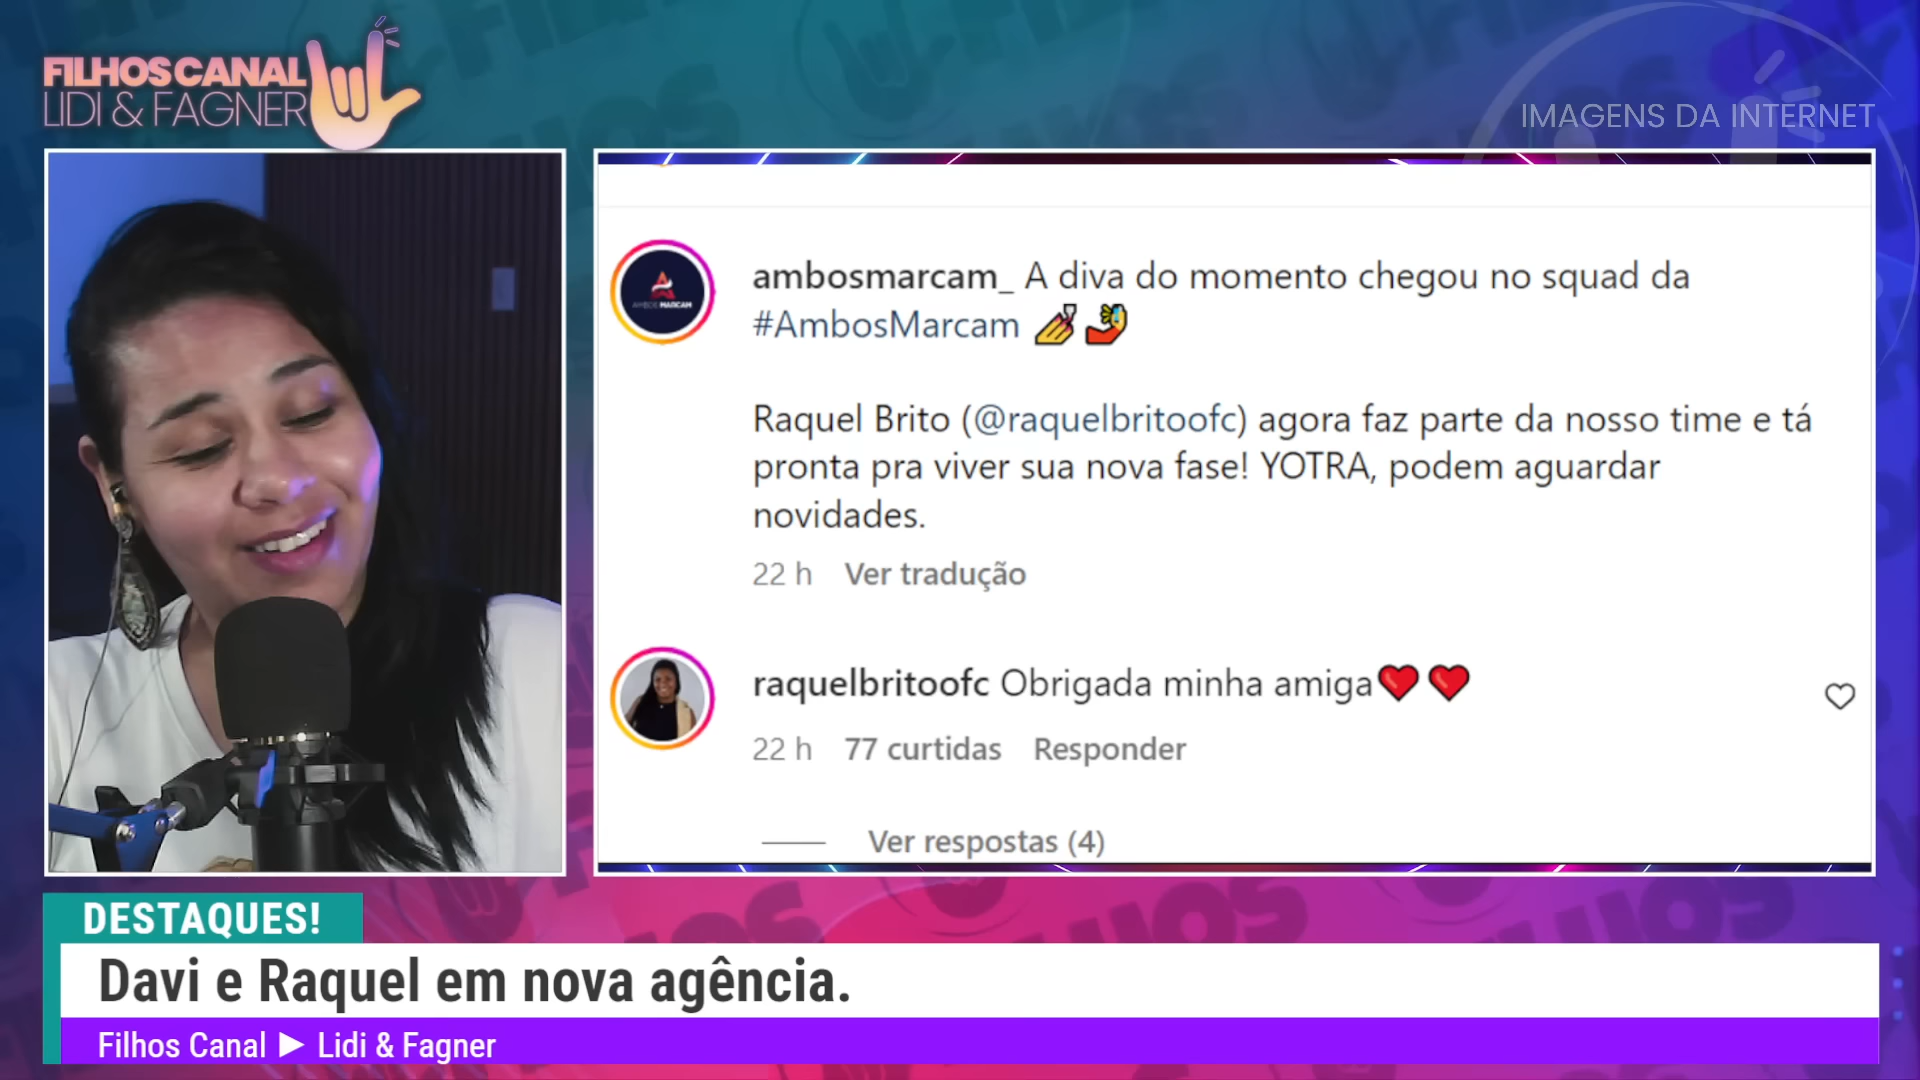 FILHOS CANAL
LIDI & FAGNER
IMAGENS DA INTERNET
AMBOS MARCAM
ambosmarcam_ A diva do momento chegou no squad da
#AmbosMarcam 💅🤳
Raquel Brito (@raquelbritoofc) agora faz parte da nosso time e tá
pronta pra viver sua nova fase! YOTRA, podem aguardar
novidades.
22 h Ver tradução
raquelbritoofc Obrigada minha amiga❤️❤️
22 h 77 curtidas Responder
Ver respostas (4)
DESTAQUES!
Davi e Raquel em nova agência.
Filhos Canal ▶ Lidi & Fagner